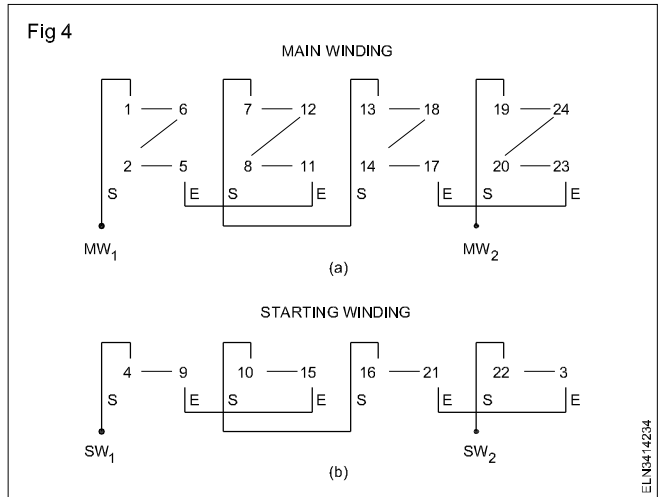 Fig 4
MAIN WINDING
1 6 7 12 13 18 19 24
2 5 8 11 14 17 20 23
S E S E S E S E
MW1 MW2
(a)
STARTING WINDING
4 9 10 15 16 21 22 3
S E S E S E S E
SW1 SW2
(b)
ELN3414234